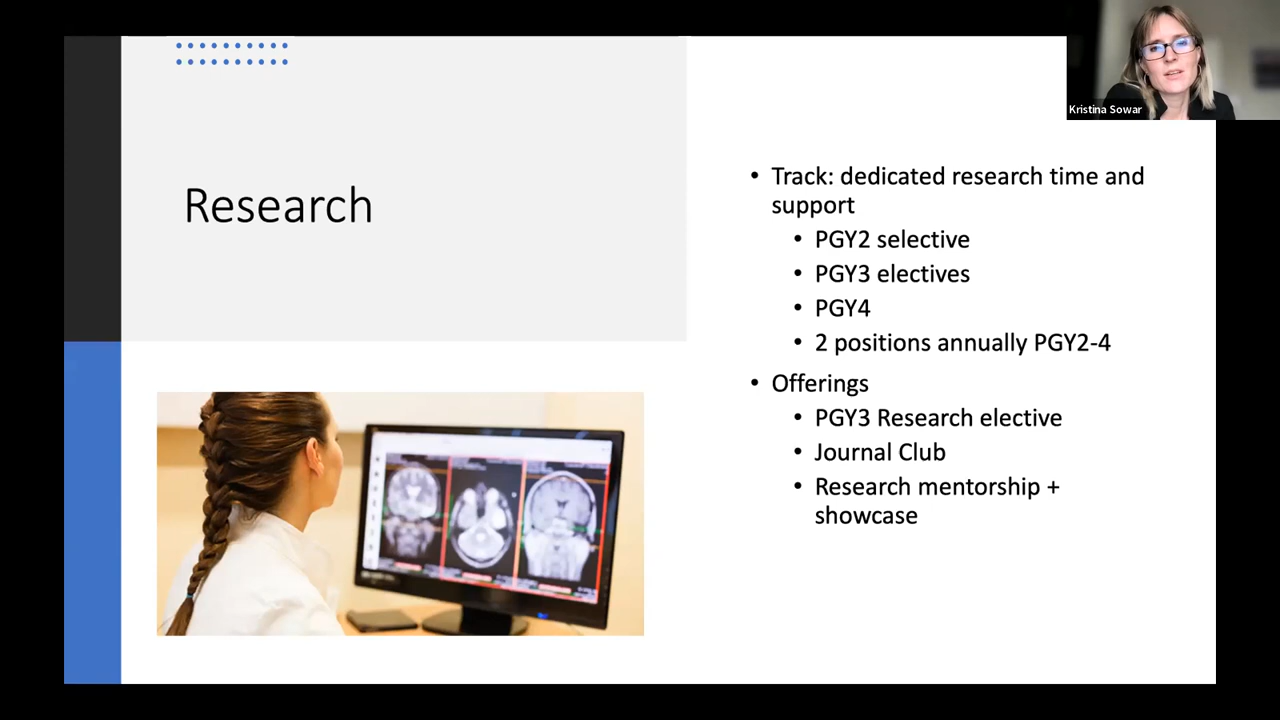 Kristina Sowar
Research
• Track: dedicated research time and
support
• PGY2 selective
• PGY3 electives
• PGY4
• 2 positions annually PGY2-4
• Offerings
• PGY3 Research elective
• Journal Club
• Research mentorship +
showcase